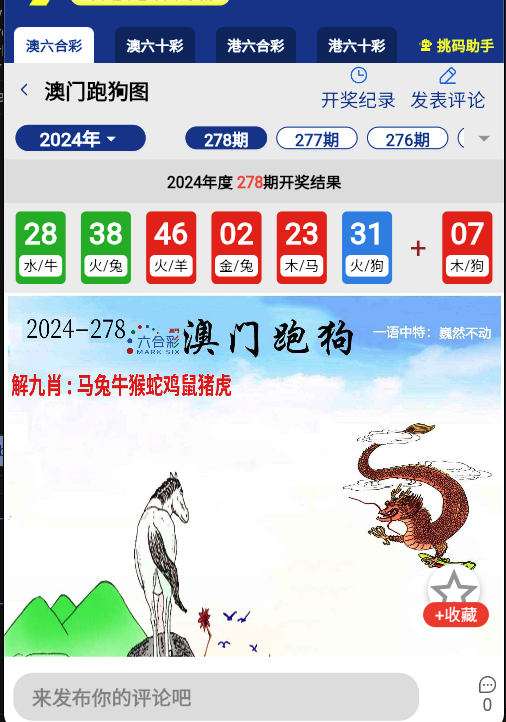 澳六合彩 澳六十彩 港六合彩 港六十彩 挑码助手
澳门跑狗图
开奖纪录 发表评论
2024年 278期 277期 276期
2024年度 278期开奖结果
28 38 46 02 23 31 + 07
水/牛 火/兔 火/羊 金/兔 木/马 火/狗 木/狗
2024-278 六合彩 澳门跑狗 一语中特：巍然不动
MARK SIX
解九肖：马兔牛猴蛇鸡鼠猪虎
+收藏
来发布你的评论吧
0